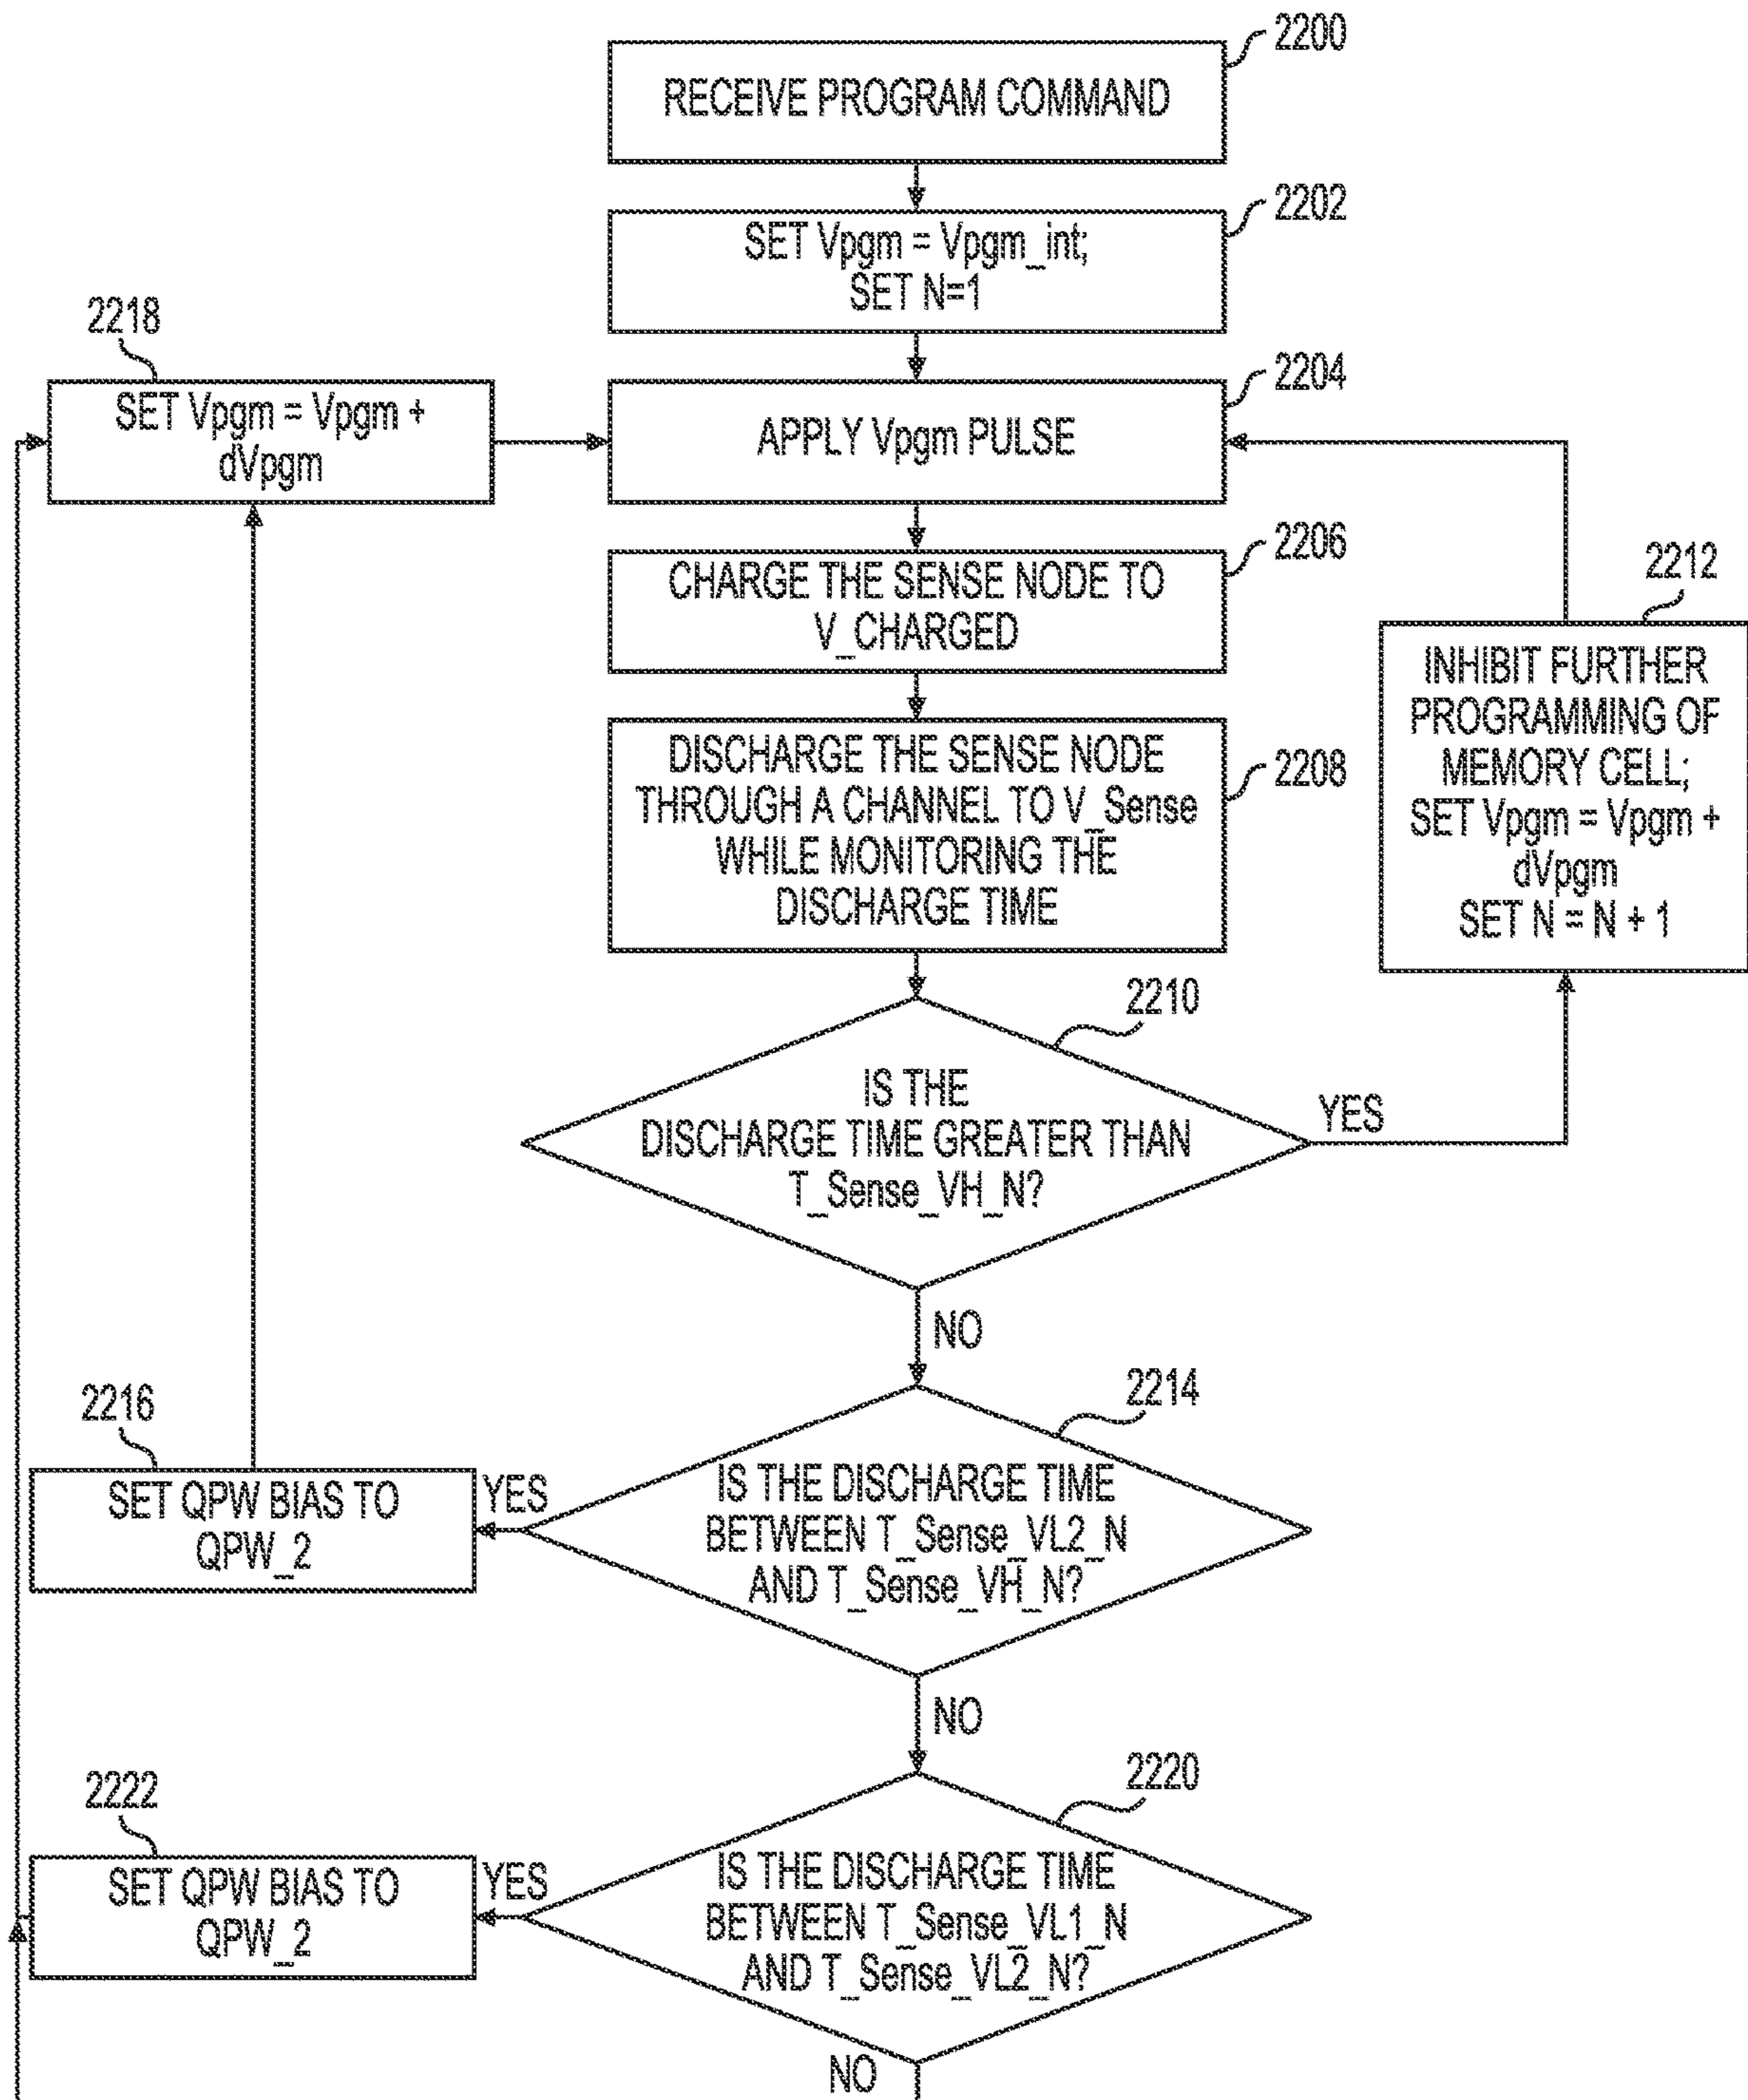 2200
RECEIVE PROGRAM COMMAND
2202
SET Vpgm = Vpgm_int;
SET N=1
2218
SET Vpgm = Vpgm +
dVpgm
2204
APPLY Vpgm PULSE
2206
CHARGE THE SENSE NODE TO
V_CHARGED
2212
INHIBIT FURTHER
PROGRAMMING OF
MEMORY CELL;
SET Vpgm = Vpgm +
dVpgm
SET N = N + 1
2208
DISCHARGE THE SENSE NODE
THROUGH A CHANNEL TO V_Sense
WHILE MONITORING THE
DISCHARGE TIME
2210
IS THE
DISCHARGE TIME GREATER THAN
T_Sense_VH_N?
YES
NO
2214
IS THE DISCHARGE TIME
BETWEEN T_Sense_VL2_N
AND T_Sense_VH_N?
YES
2216
SET QPW BIAS TO
QPW_2
NO
2220
IS THE DISCHARGE TIME
BETWEEN T_Sense_VL1_N
AND T_Sense_VL2_N?
YES
2222
SET QPW BIAS TO
QPW_2
NO